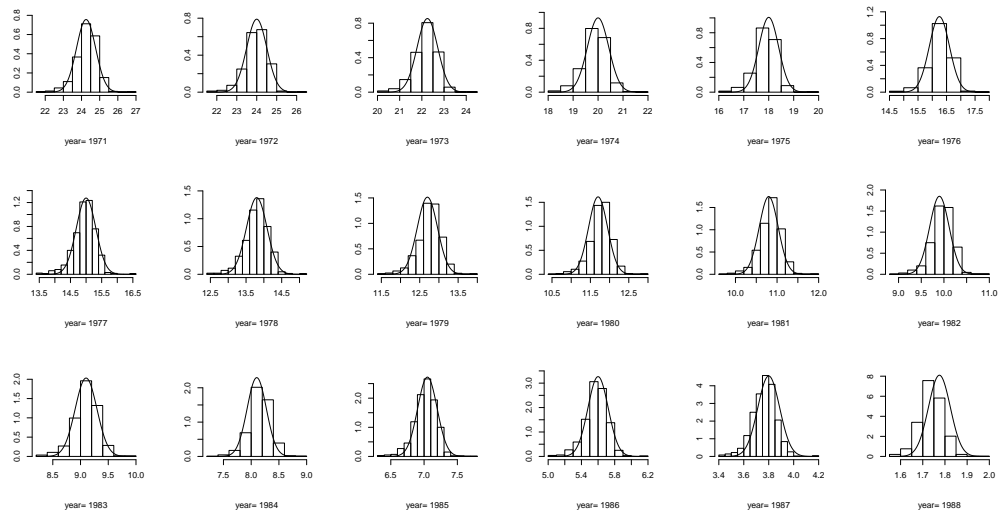 0.0 0.2 0.4 0.6 0.8
22 23 24 25 26 27
year= 1971
0.0 0.4 0.8
22 23 24 25 26
year= 1972
0.0 0.4 0.8
20 21 22 23 24
year= 1973
0.0 0.4 0.8
18 19 20 21 22
year= 1974
0.0 0.4 0.8
16 17 18 19 20
year= 1975
0.0 0.4 0.8 1.2
14.5 15.5 16.5 17.5
year= 1976
0.0 0.4 0.8 1.2
13.5 14.5 15.5 16.5
year= 1977
0.0 0.5 1.0 1.5
12.5 13.5 14.5
year= 1978
0.0 0.5 1.0 1.5
11.5 12.5 13.5
year= 1979
0.0 0.5 1.0 1.5
10.5 11.5 12.5
year= 1980
0.0 0.5 1.0 1.5
10.0 11.0 12.0
year= 1981
0.0 0.5 1.0 1.5 2.0
9.0 9.5 10.0 11.0
year= 1982
0.0 0.5 1.0 1.5 2.0
8.5 9.0 9.5 10.0
year= 1983
0.0 1.0 2.0
7.5 8.0 8.5 9.0
year= 1984
0.0 1.0 2.0
6.5 7.0 7.5
year= 1985
0.0 1.0 2.0 3.0
5.0 5.4 5.8 6.2
year= 1986
0 1 2 3 4
3.4 3.6 3.8 4.0 4.2
year= 1987
0 2 4 6 8
1.6 1.7 1.8 1.9 2.0
year= 1988